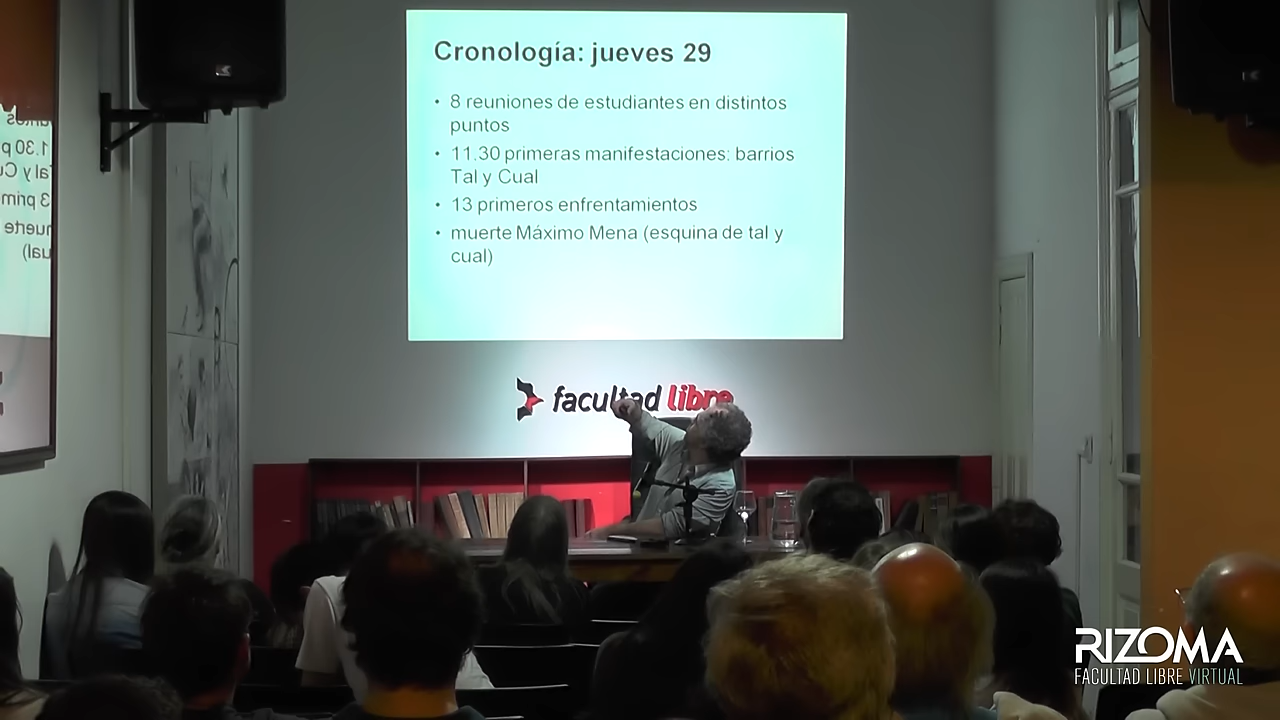 Cronología: jueves 29
• 8 reuniones de estudiantes en distintos
puntos
• 11.30 primeras manifestaciones: barrios
Tal y Cual
• 13 primeros enfrentamientos
• muerte Máximo Mena (esquina de tal y
cual)
facultad libre
RIZOMA
FACULTAD LIBRE VIRTUAL